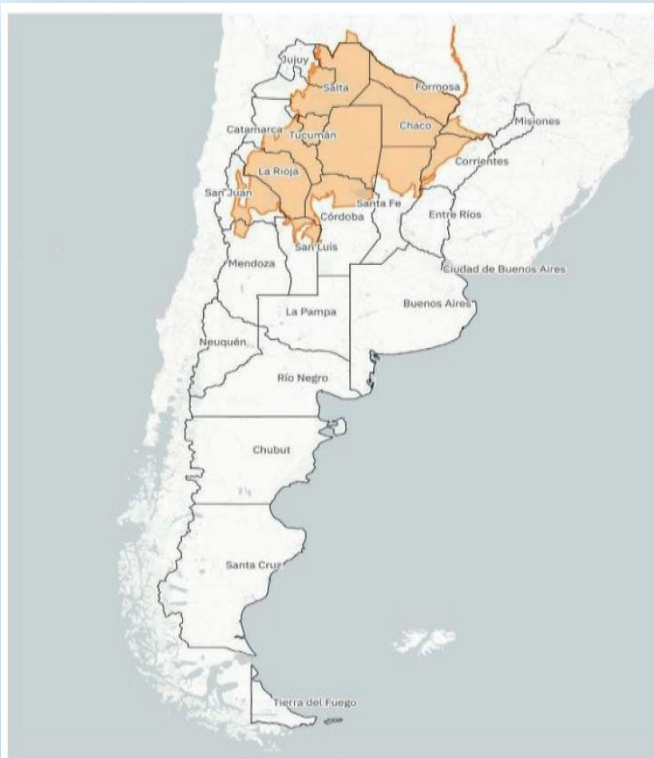 Jujuy
Salta
Formosa
Catamarca
Tucumán
Chaco
Misiones
Corrientes
La Rioja
San Juan
Santa Fe
Córdoba
Entre Ríos
San Luis
Mendoza
Ciudad de Buenos Aires
Buenos Aires
La Pampa
Neuquén
Río Negro
Chubut
Santa Cruz
Tierra del Fuego